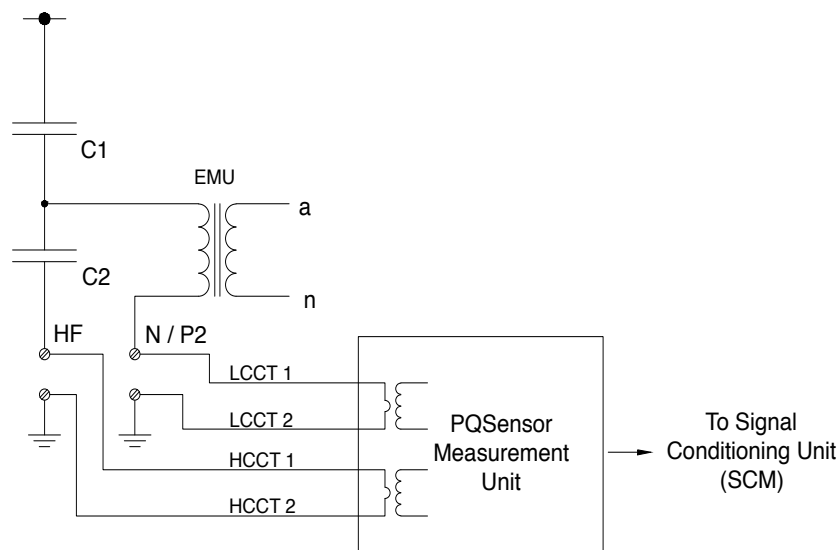 C1
EMU
a
C2
n
HF
N / P2
LCCT 1
LCCT 2
HCCT 1
HCCT 2
PQSensor
Measurement
Unit
To Signal
Conditioning Unit
(SCM)